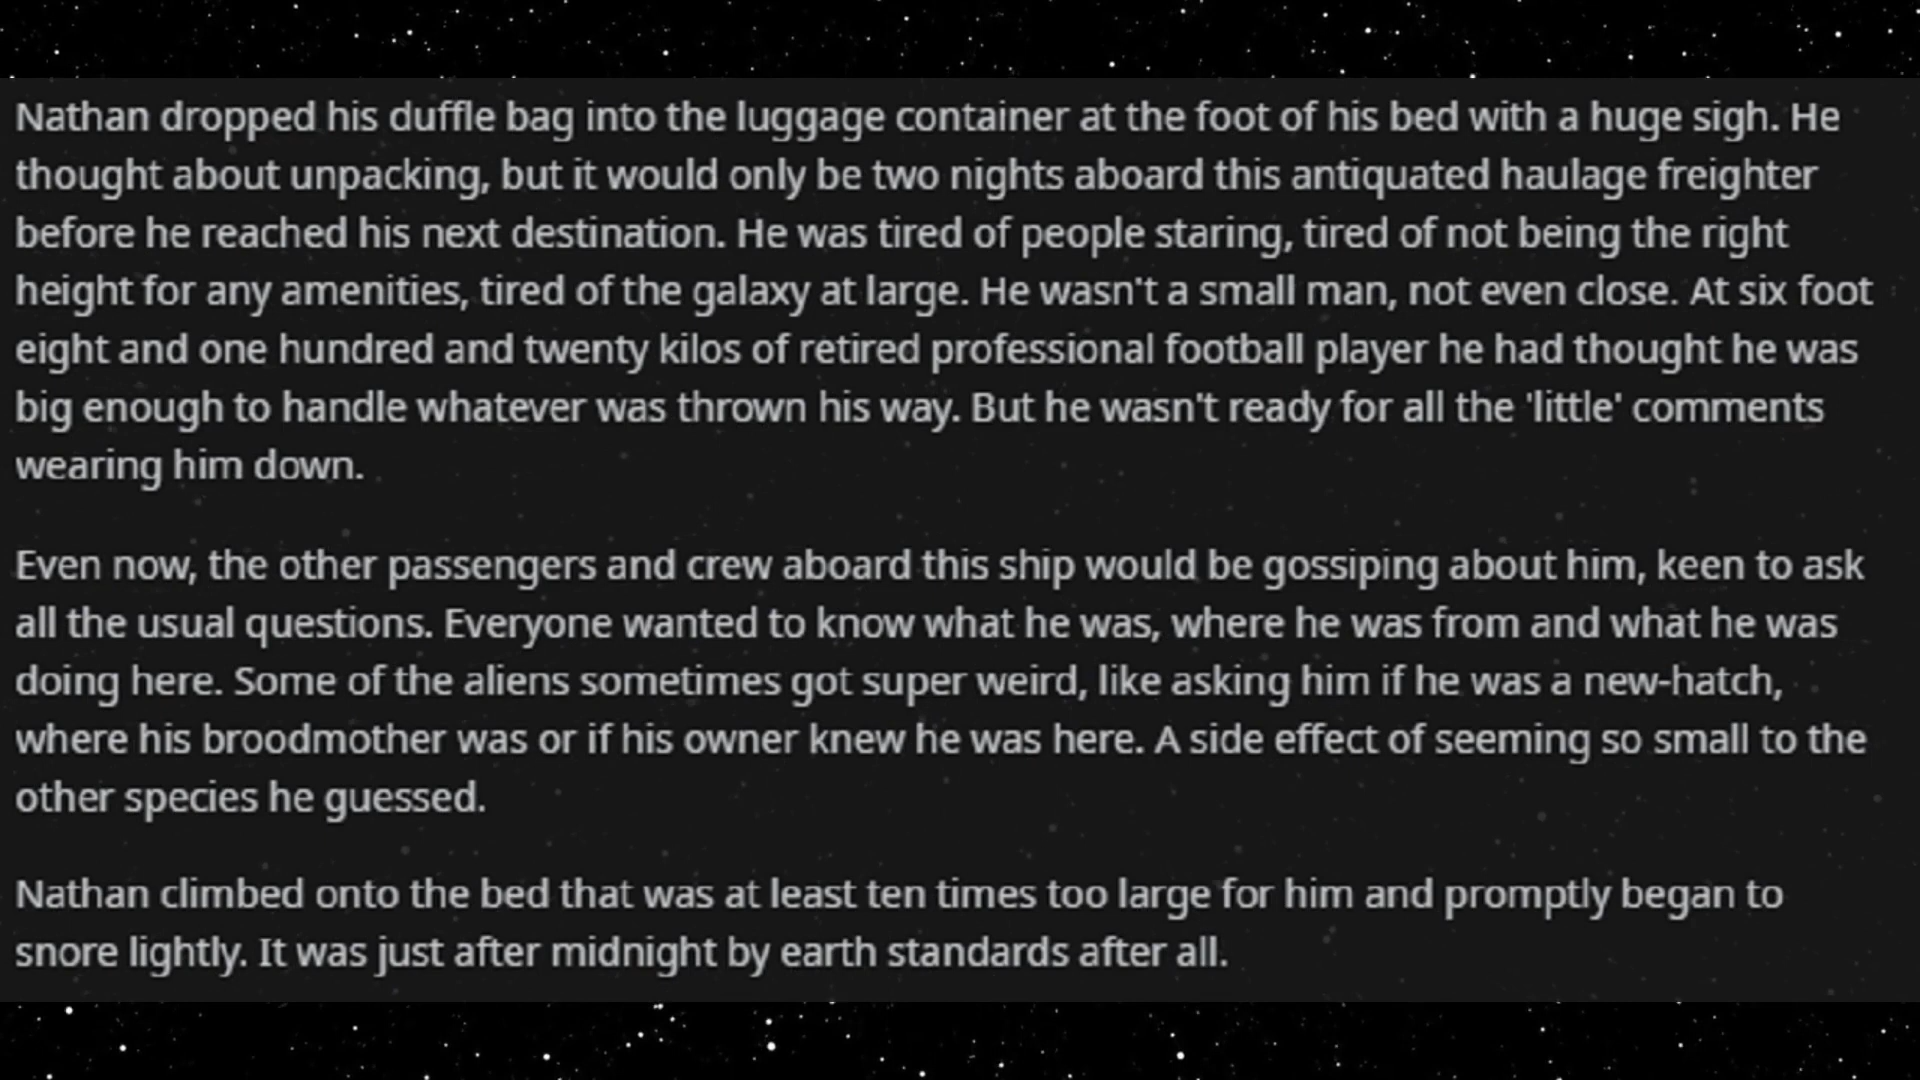 Nathan dropped his duffle bag into the luggage container at the foot of his bed with a huge sigh. He
thought about unpacking, but it would only be two nights aboard this antiquated haulage freighter
before he reached his next destination. He was tired of people staring, tired of not being the right
height for any amenities, tired of the galaxy at large. He wasn't a small man, not even close. At six foot
eight and one hundred and twenty kilos of retired professional football player he had thought he was
big enough to handle whatever was thrown his way. But he wasn't ready for all the 'little' comments
wearing him down.
Even now, the other passengers and crew aboard this ship would be gossiping about him, keen to ask
all the usual questions. Everyone wanted to know what he was, where he was from and what he was
doing here. Some of the aliens sometimes got super weird, like asking him if he was a new-hatch,
where his broodmother was or if his owner knew he was here. A side effect of seeming so small to the
other species he guessed.
Nathan climbed onto the bed that was at least ten times too large for him and promptly began to
snore lightly. It was just after midnight by earth standards after all.